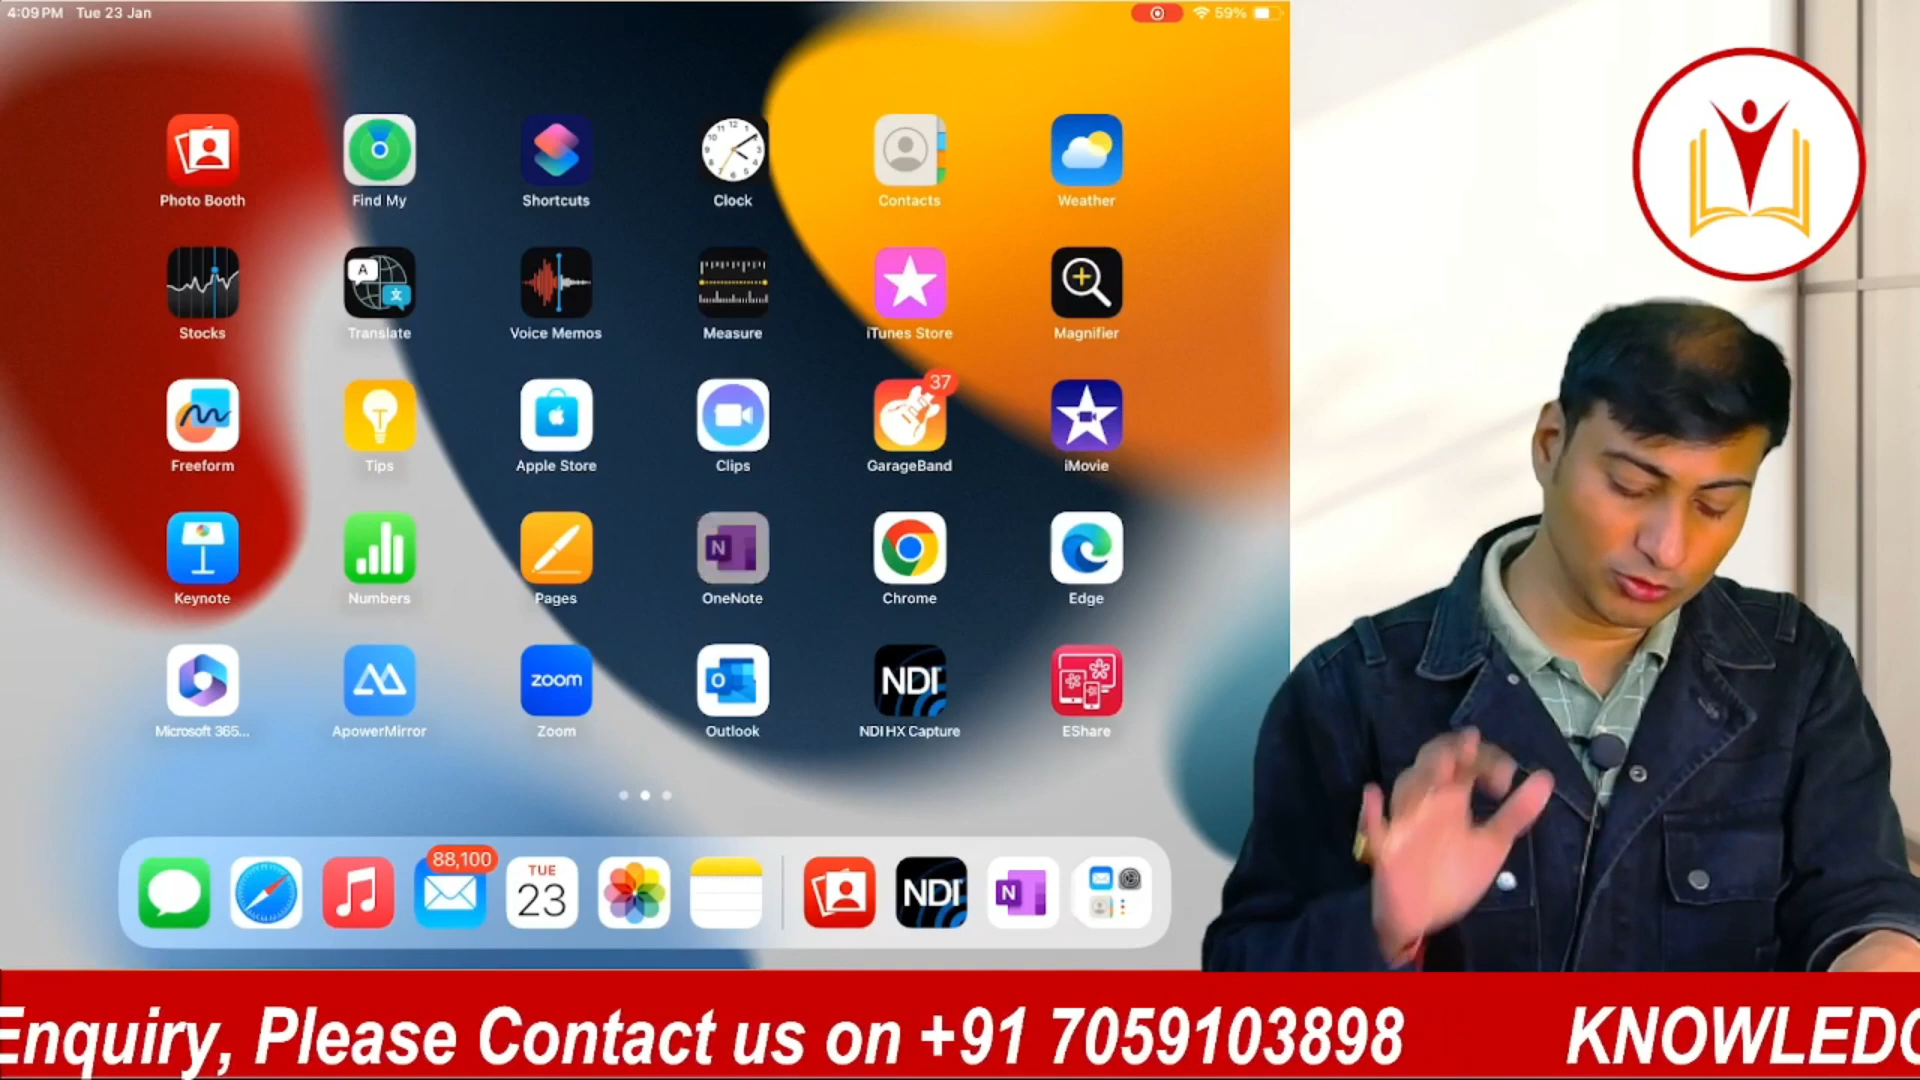 4:09 PM Tue 23 Jan
59%
Photo Booth
Find My
Shortcuts
Clock
Contacts
Weather
Stocks
Translate
Voice Memos
Measure
iTunes Store
Magnifier
37
Freeform
Tips
Apple Store
Clips
GarageBand
iMovie
Keynote
Numbers
Pages
N
OneNote
Chrome
Edge
zoom
O
NDI
Microsoft 365...
ApowerMirror
Zoom
Outlook
NDI HX Capture
EShare
88,100
TUE
23
NDI
N
Enquiry, Please Contact us on +91 7059103898
KNOWLED